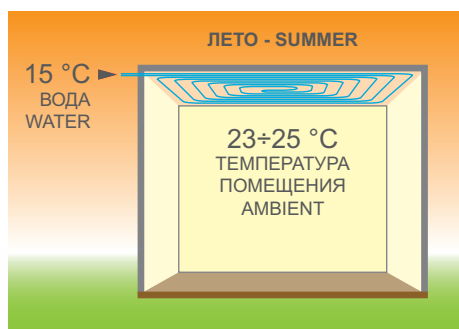 ЛЕТО - SUMMER
15 °C
ВОДА
WATER
23÷25 °C
ТЕМПЕРАТУРА
ПОМЕЩЕНИЯ
AMBIENT